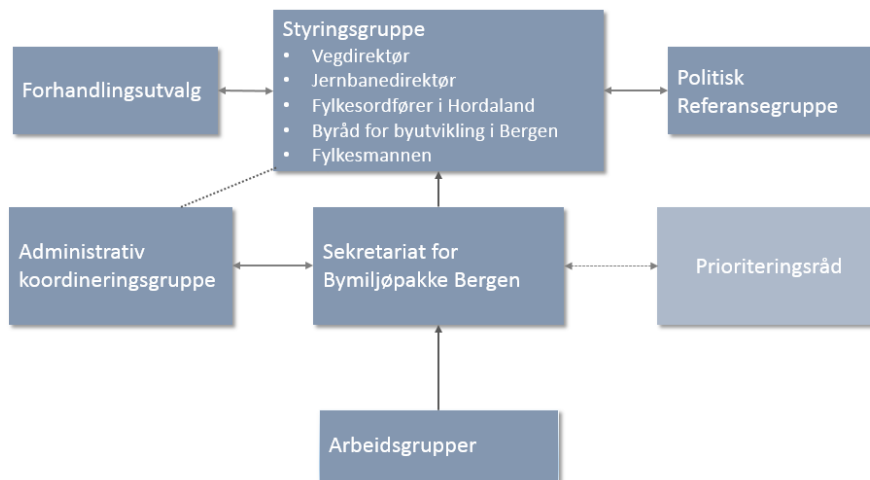 Styringsgruppe
• Vegdirektør
• Jernbanedirektør
• Fylkesordfører i Hordaland
• Byråd for byutvikling i Bergen
• Fylkesmannen
Forhandlingsutvalg
Politisk
Referansegruppe
Administrativ
koordineringsgruppe
Sekretariat for
Bymiljøpakke Bergen
Prioriteringsråd
Arbeidsgrupper